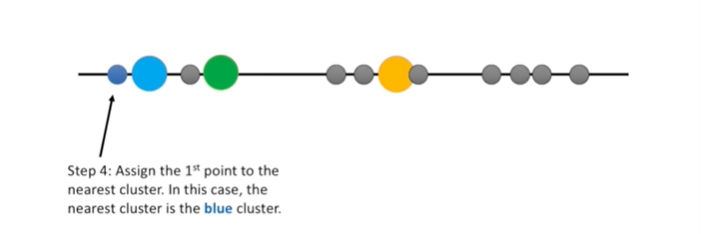 Step 4: Assign the 1st point to the
nearest cluster. In this case, the
nearest cluster is the blue cluster.